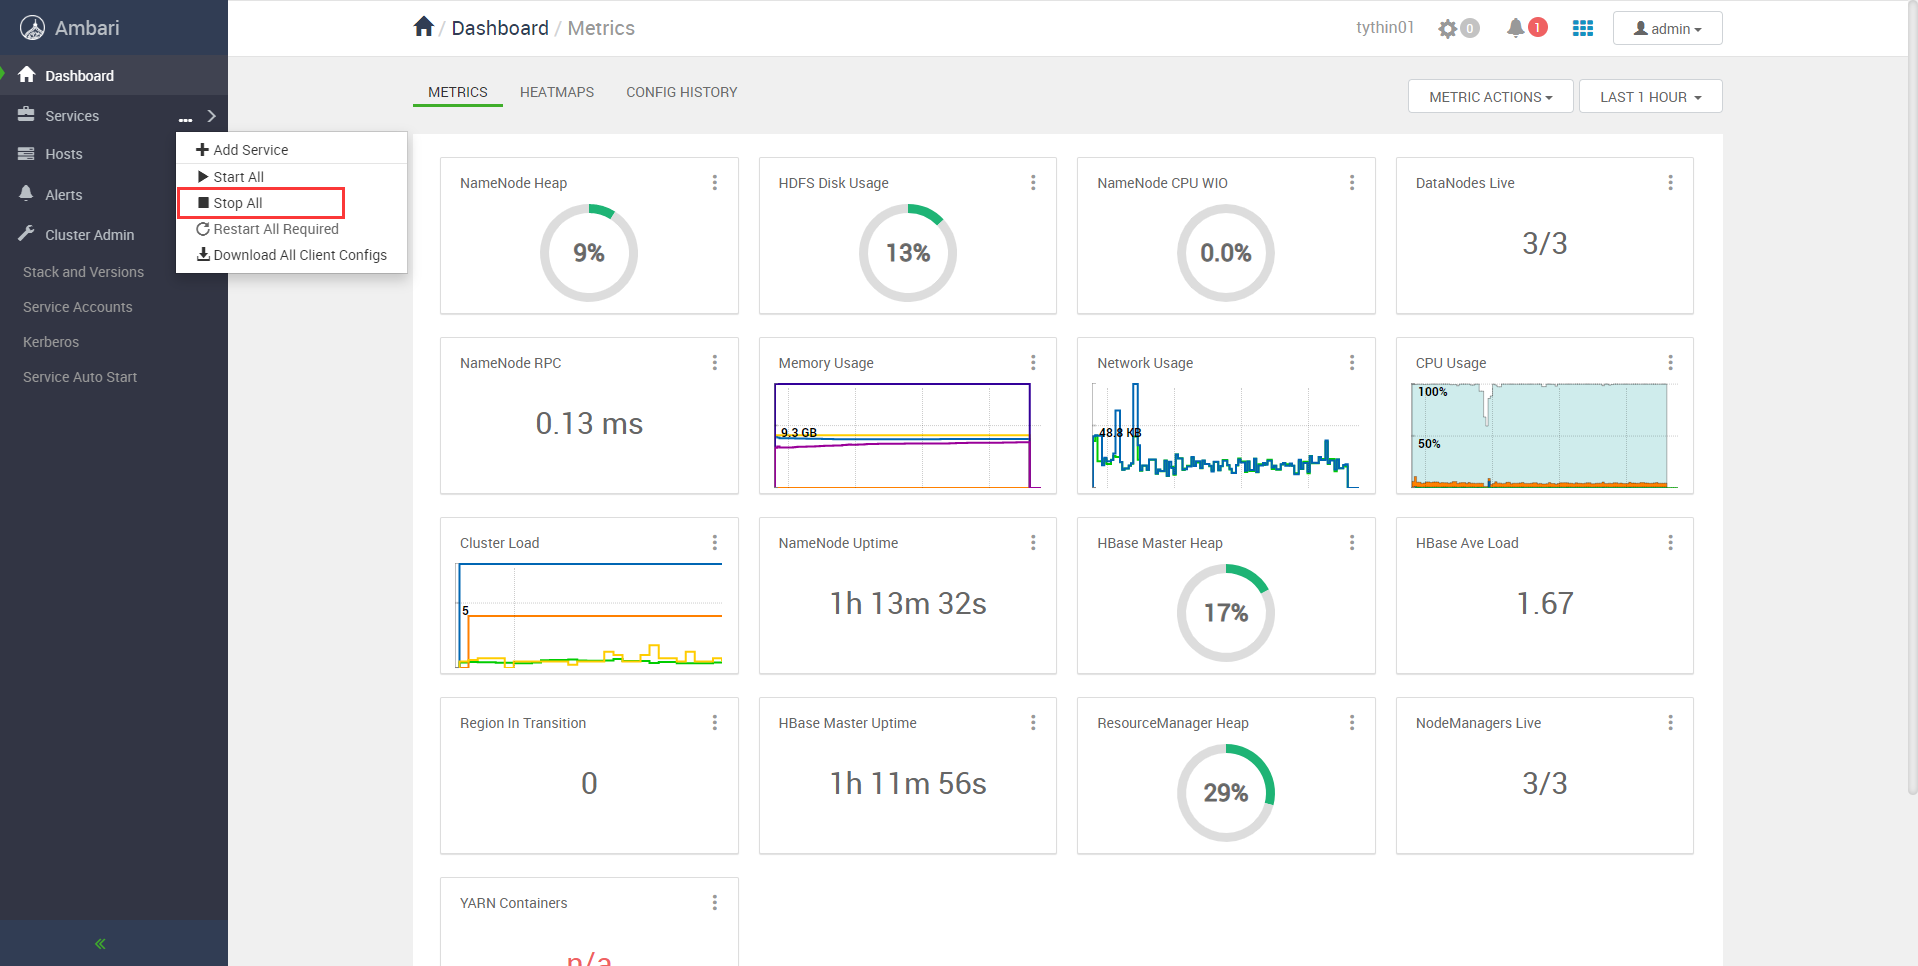 Ambari
Dashboard
Services
...
Hosts
Alerts
Cluster Admin
Stack and Versions
Service Accounts
Kerberos
Service Auto Start
Add Service
Start All
Stop All
Restart All Required
Download All Client Configs
/ Dashboard / Metrics
tythin01
0
1
admin
METRICS
HEATMAPS
CONFIG HISTORY
METRIC ACTIONS
LAST 1 HOUR
NameNode Heap
9%
HDFS Disk Usage
13%
NameNode CPU WIO
0.0%
DataNodes Live
3/3
NameNode RPC
0.13 ms
Memory Usage
9.3 GB
Network Usage
48.8 KB
CPU Usage
100%
50%
Cluster Load
5
NameNode Uptime
1h 13m 32s
HBase Master Heap
17%
HBase Ave Load
1.67
Region In Transition
0
HBase Master Uptime
1h 11m 56s
ResourceManager Heap
29%
NodeManagers Live
3/3
YARN Containers
n/a